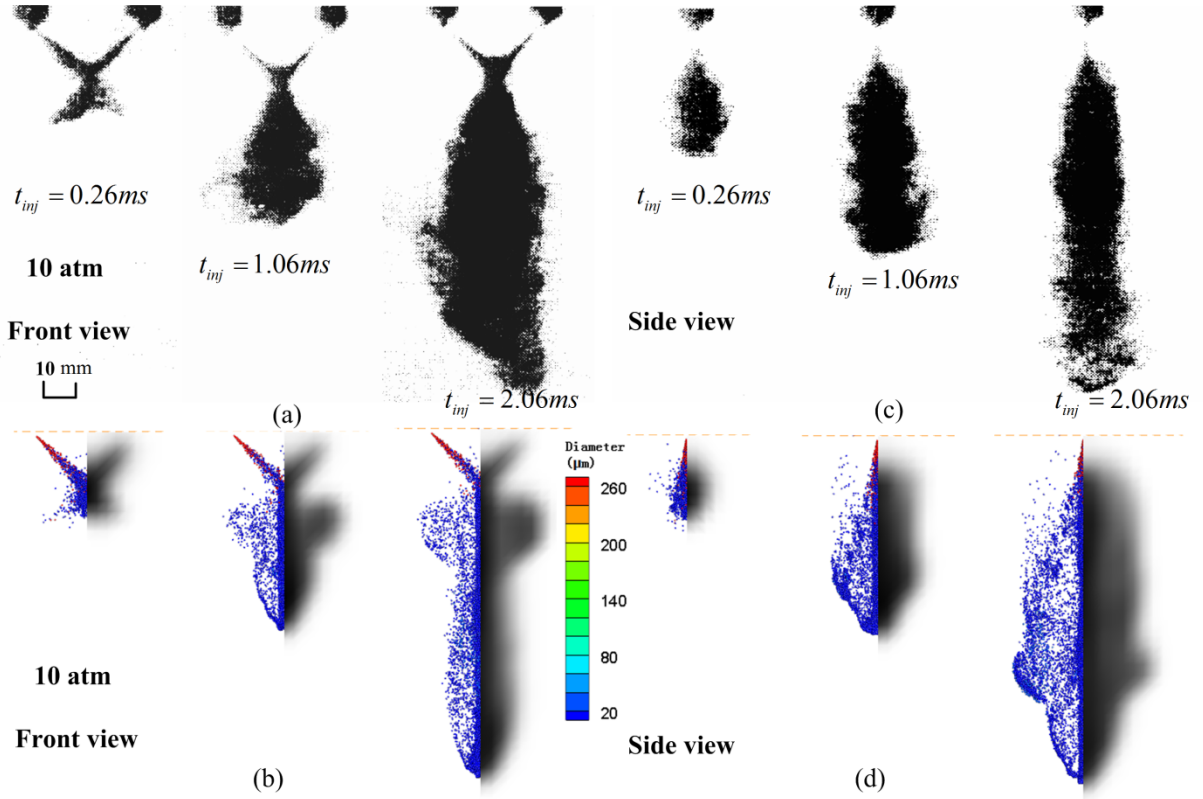 t_inj = 0.26ms
t_inj = 1.06ms
10 atm
Front view
10 mm
t_inj = 2.06ms
(a)
t_inj = 0.26ms
t_inj = 1.06ms
Side view
t_inj = 2.06ms
(c)
Diameter
(μm)
260
200
140
80
20
10 atm
Front view
(b)
Side view
(d)